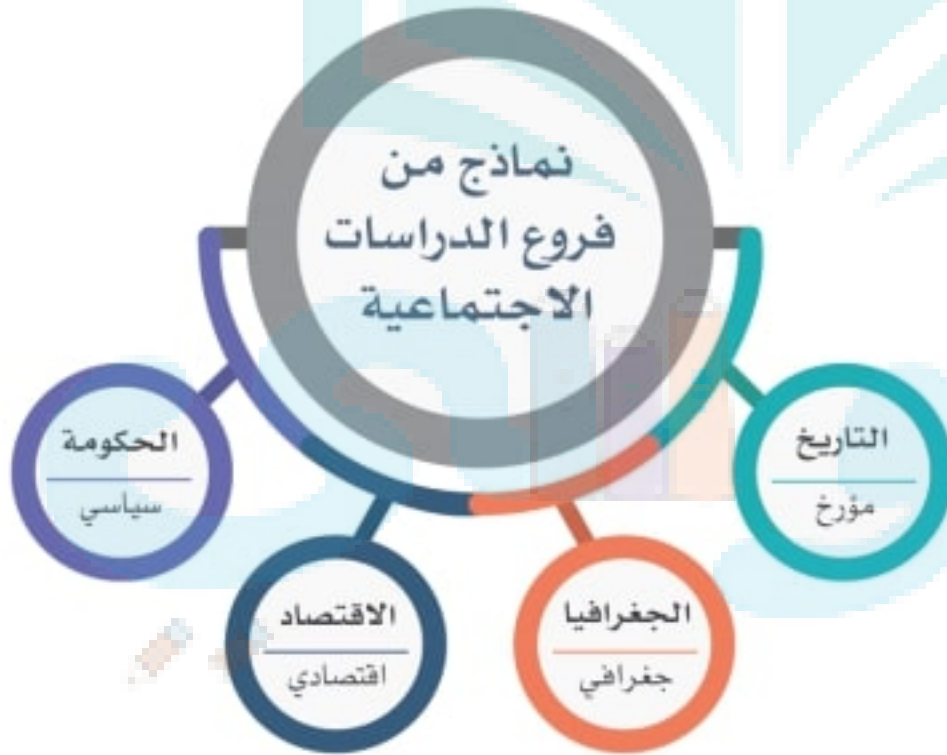 نماذج من
فروع الدراسات
الاجتماعية
التاريخ
مؤرخ
الجغرافيا
جغرافي
الاقتصاد
اقتصادي
الحكومة
سياسي